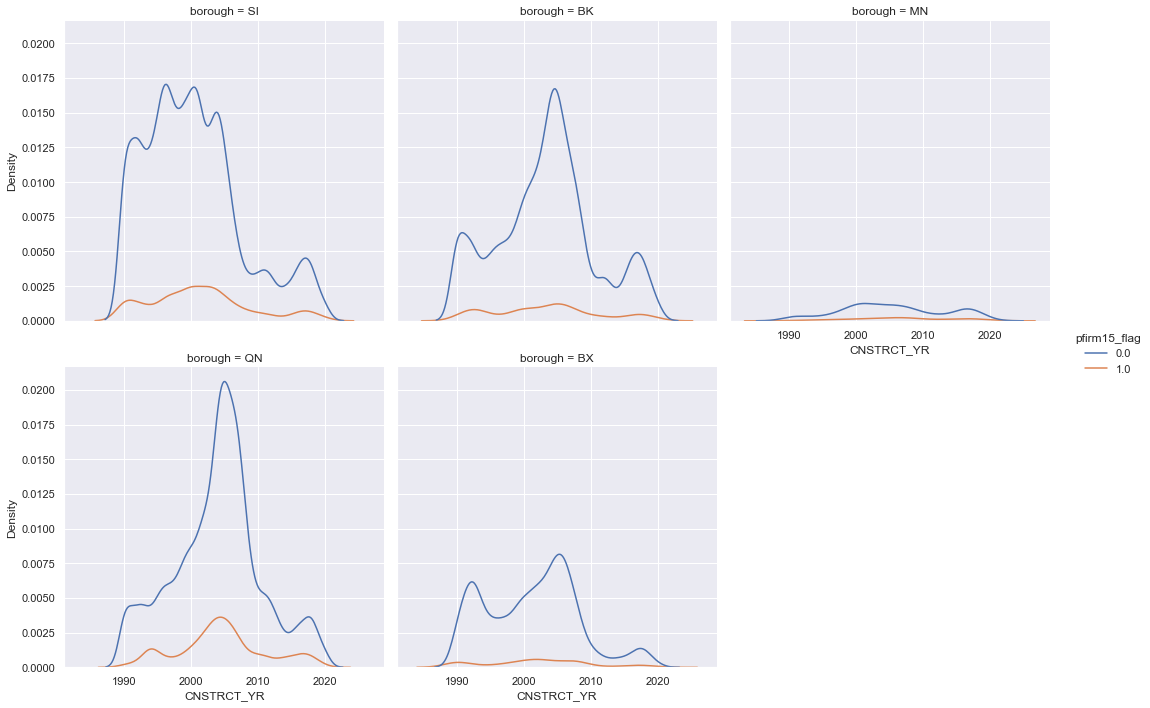 borough = SI
borough = BK
borough = MN
0.0200
0.0175
0.0150
0.0125
0.0100
0.0075
0.0050
0.0025
0.0000
Density
1990
2000
2010
2020
CNSTRCT_YR
pfirm15_flag
0.0
1.0
borough = QN
borough = BX
0.0200
0.0175
0.0150
0.0125
0.0100
0.0075
0.0050
0.0025
0.0000
Density
1990
2000
2010
2020
CNSTRCT_YR
1990
2000
2010
2020
CNSTRCT_YR